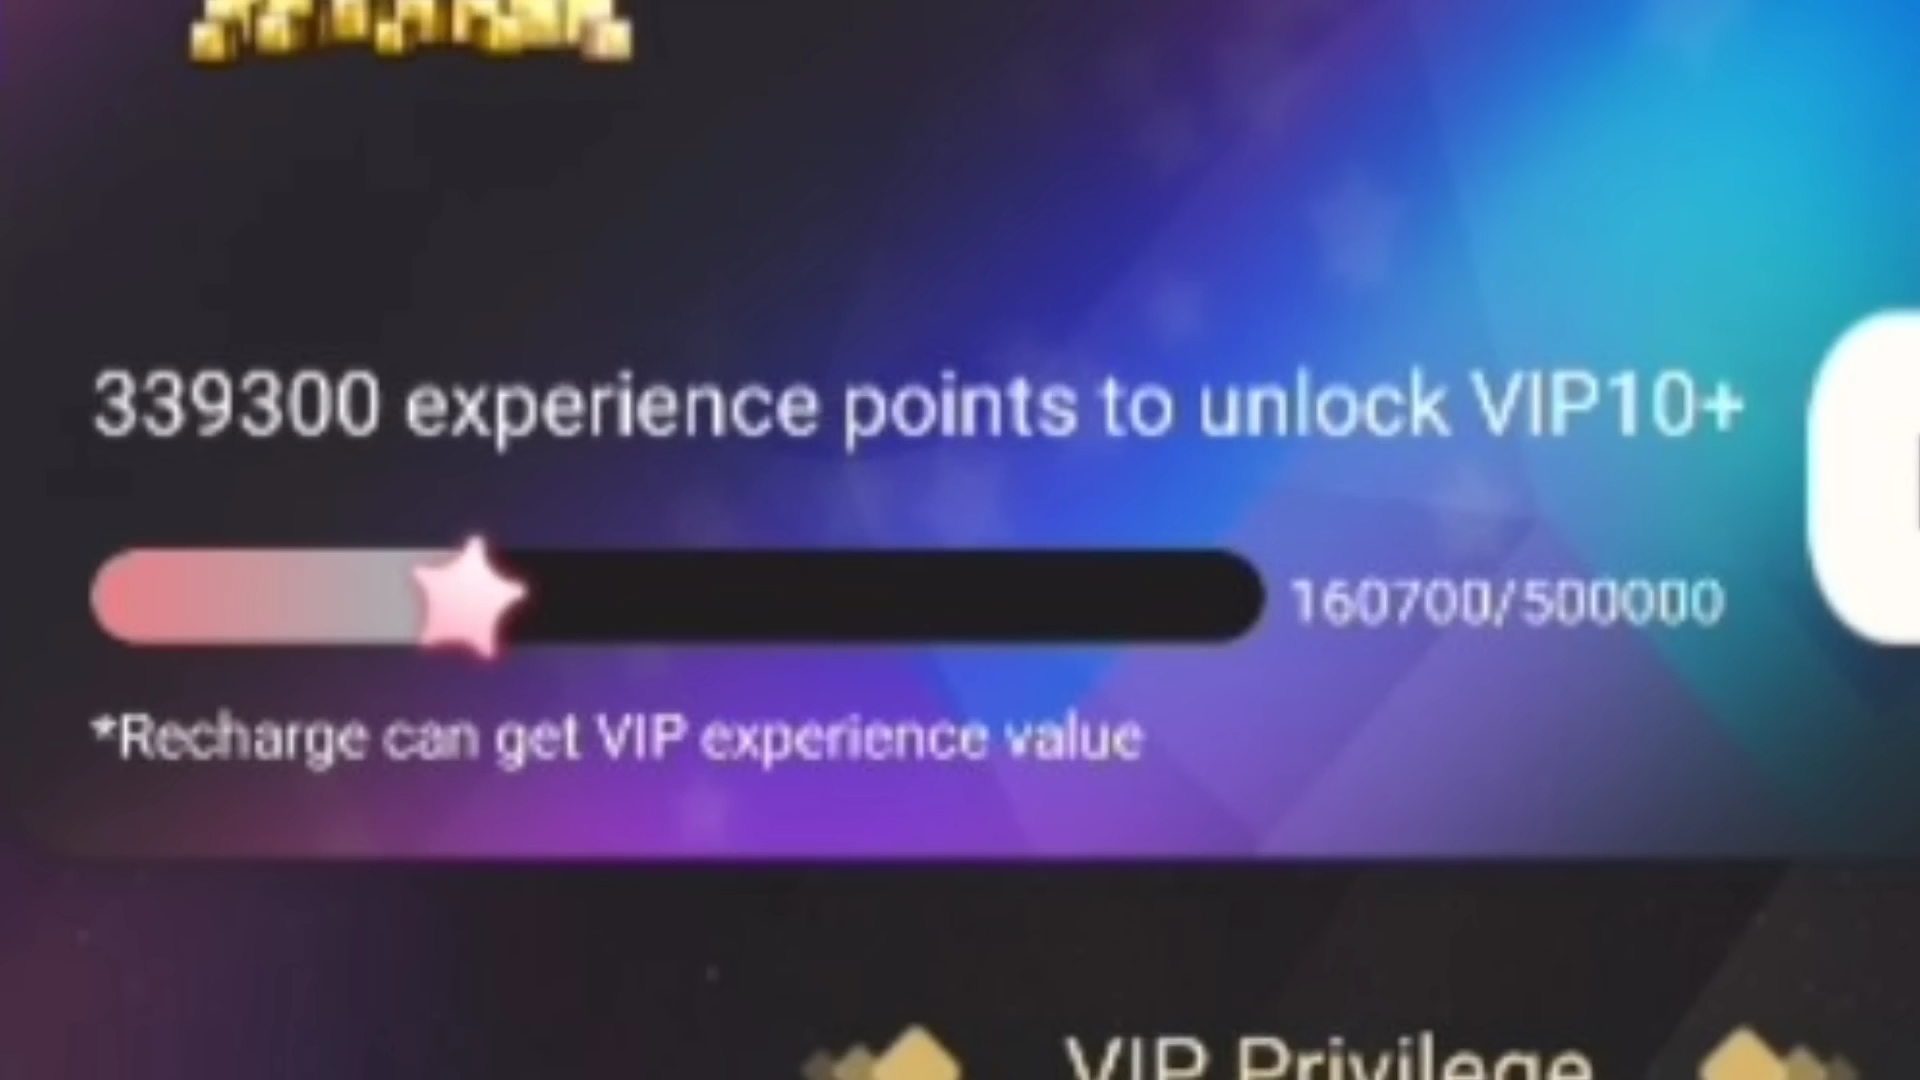 339300 experience points to unlock VIP10+
160700/500000
*Recharge can get VIP experience value
VIP Privilege